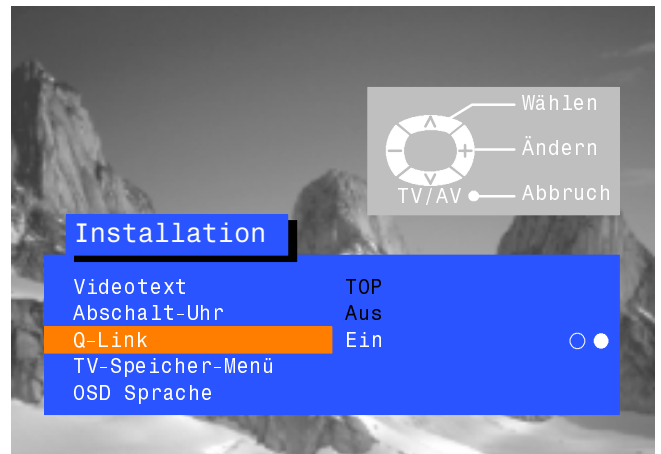 Wählen
Ändern
TV/AV Abbruch
Installation
Videotext TOP
Abschalt-Uhr Aus
Q-Link Ein
TV-Speicher-Menü
OSD Sprache